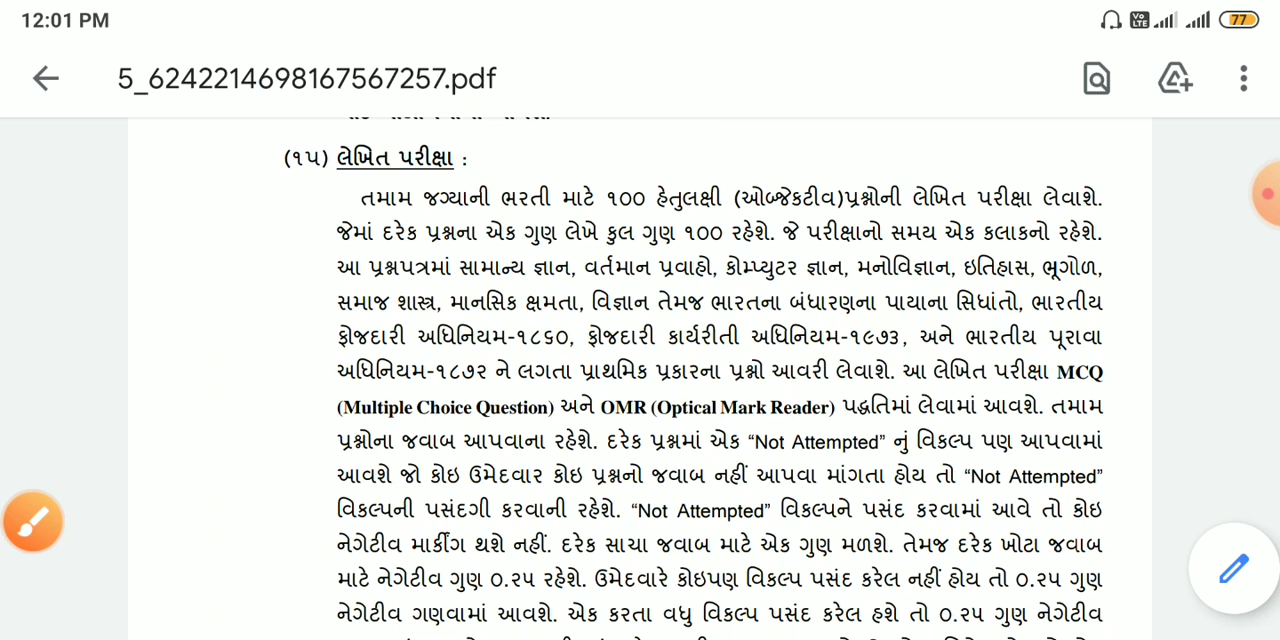 12:01 PM
Vo LTE
77
5_6242214698167567257.pdf
(૧૫) લેખિત પરીક્ષા :
તમામ જગ્યાની ભરતી માટે ૧૦૦ હેતુલક્ષી (ઓબ્જેક્ટીવ)પ્રશ્નોની લેખિત પરીક્ષા લેવાશે.
જેમાં દરેક પ્રશ્નના એક ગુણ લેખે કુલ ગુણ ૧૦૦ રહેશે. જે પરીક્ષાનો સમય એક કલાકનો રહેશે.
આ પ્રશ્નપત્રમાં સામાન્ય જ્ઞાન, વર્તમાન પ્રવાહો, કોમ્પ્યુટર જ્ઞાન, મનોવિજ્ઞાન, ઇતિહાસ, ભૂગોળ,
સમાજ શાસ્ત્ર, માનસિક ક્ષમતા, વિજ્ઞાન તેમજ ભારતના બંધારણના પાયાના સિધાંતો, ભારતીય
ફોજદારી અધિનિયમ-૧૮૬૦, ફોજદારી કાર્યરીતી અધિનિયમ-૧૯૭૩, અને ભારતીય પૂરાવા
અધિનિયમ-૧૮૭૨ ને લગતા પ્રાથમિક પ્રકારના પ્રશ્નો આવરી લેવાશે. આ લેખિત પરીક્ષા MCQ
(Multiple Choice Question) અને OMR (Optical Mark Reader) પદ્ધતિમાં લેવામાં આવશે. તમામ
પ્રશ્નોના જવાબ આપવાના રહેશે. દરેક પ્રશ્નમાં એક “Not Attempted” નું વિકલ્પ પણ આપવામાં
આવશે જો કોઇ ઉમેદવાર કોઇ પ્રશ્નનો જવાબ નહીં આપવા માંગતા હોય તો “Not Attempted”
વિકલ્પની પસંદગી કરવાની રહેશે. “Not Attempted” વિકલ્પને પસંદ કરવામાં આવે તો કોઇ
નેગેટીવ માર્કીંગ થશે નહીં. દરેક સાચા જવાબ માટે એક ગુણ મળશે. તેમજ દરેક ખોટા જવાબ
માટે નેગેટીવ ગુણ ૦.૨૫ રહેશે. ઉમેદવારે કોઇપણ વિકલ્પ પસંદ કરેલ નહીં હોય તો ૦.૨૫ ગુણ
નેગેટીવ ગણવામાં આવશે. એક કરતા વધુ વિકલ્પ પસંદ કરેલ હશે તો ૦.૨૫ ગુણ નેગેટીવ